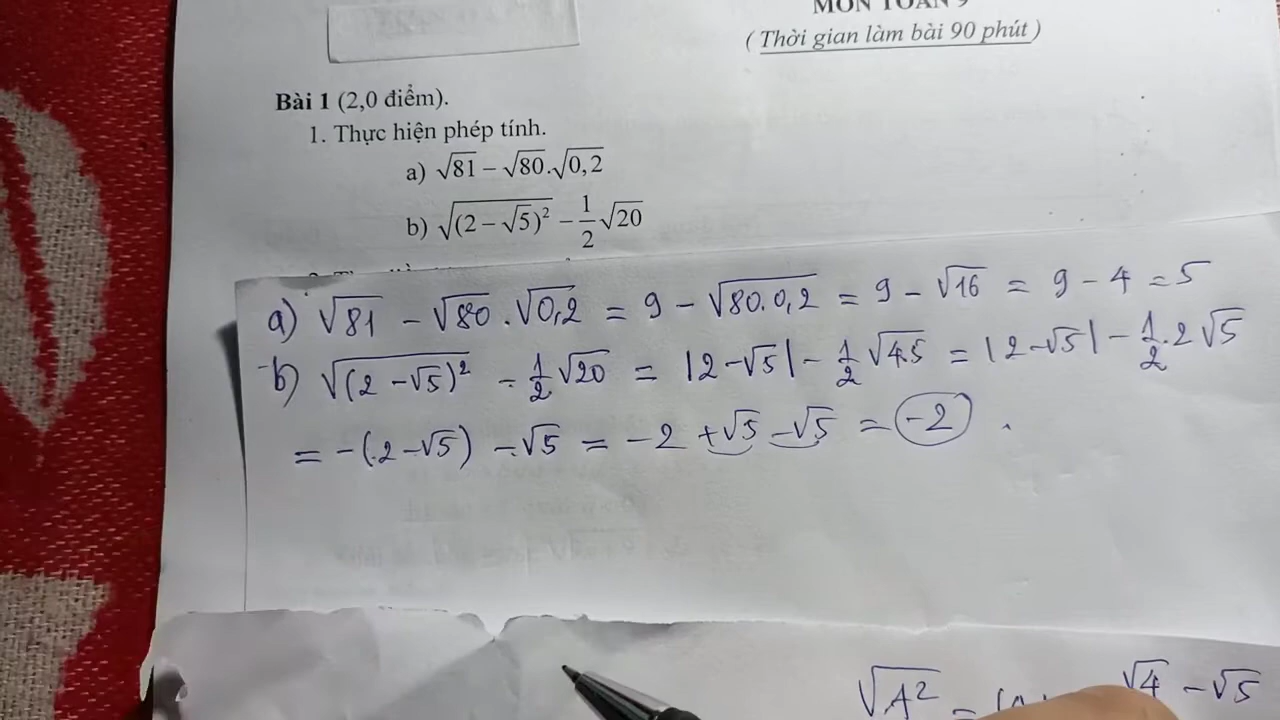 MÔN TOÁN 9
( Thời gian làm bài 90 phút )
Bài 1 (2,0 điểm).
1. Thực hiện phép tính.
a) √81 − √80.√0,2
b) √(2 − √5)² − 1/2 √20
a) √81 − √80 . √0,2 = 9 − √80.0,2 = 9 − √16 = 9 − 4 = 5
b) √(2 − √5)² − 1/2 √20 = |2 − √5| − 1/2 √4.5 = |2 − √5| − 1/2 . 2√5
= −(2 − √5) − √5 = −2 + √5 − √5 = −2 .
√A² = √4 − √5